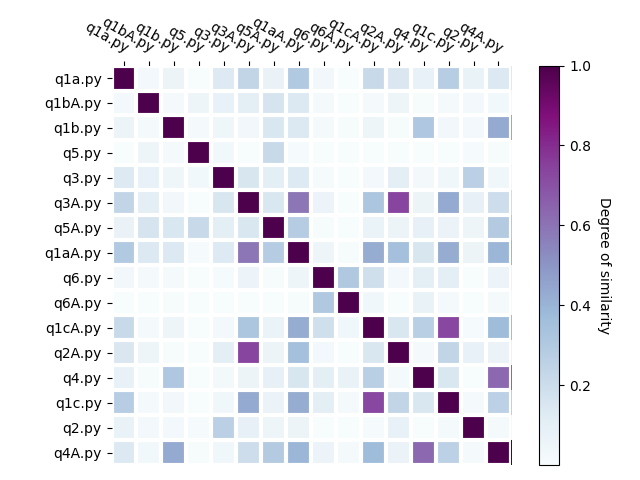 q1a.py
q1bA.py
q1b.py
q5.py
q3.py
q3A.py
q5A.py
q1aA.py
q6.py
q6A.py
q1cA.py
q2A.py
q4.py
q1c.py
q2.py
q4A.py
q1a.py
q1bA.py
q1b.py
q5.py
q3.py
q3A.py
q5A.py
q1aA.py
q6.py
q6A.py
q1cA.py
q2A.py
q4.py
q1c.py
q2.py
q4A.py
1.0
0.8
0.6
0.4
0.2
Degree of similarity